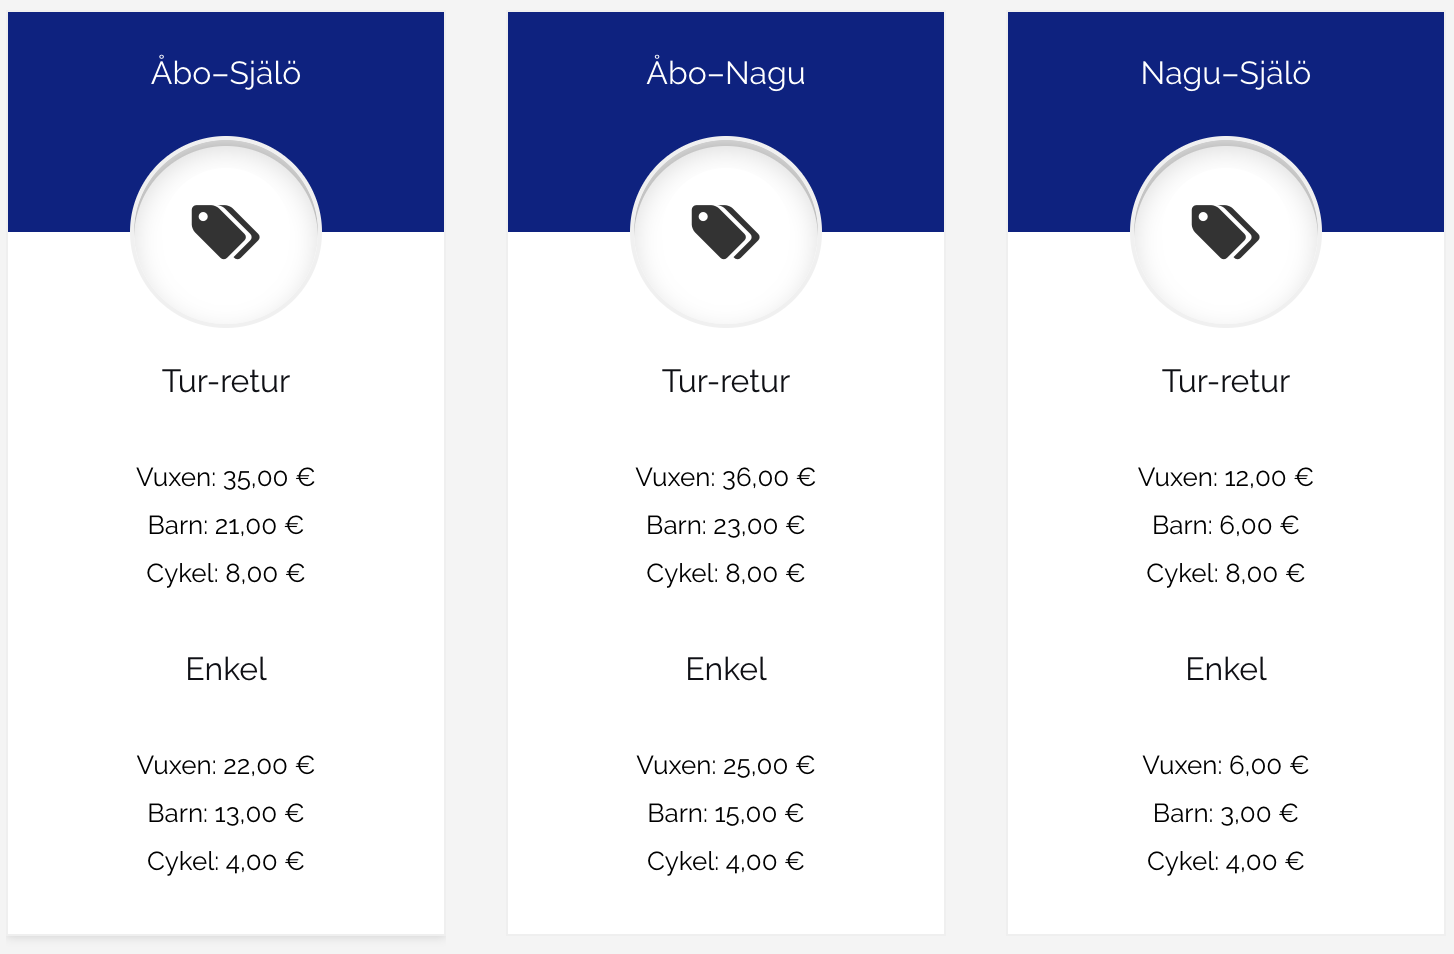 Åbo–Själö
Tur-retur
Vuxen: 35,00 €
Barn: 21,00 €
Cykel: 8,00 €
Enkel
Vuxen: 22,00 €
Barn: 13,00 €
Cykel: 4,00 €
Åbo–Nagu
Tur-retur
Vuxen: 36,00 €
Barn: 23,00 €
Cykel: 8,00 €
Enkel
Vuxen: 25,00 €
Barn: 15,00 €
Cykel: 4,00 €
Nagu–Själö
Tur-retur
Vuxen: 12,00 €
Barn: 6,00 €
Cykel: 8,00 €
Enkel
Vuxen: 6,00 €
Barn: 3,00 €
Cykel: 4,00 €